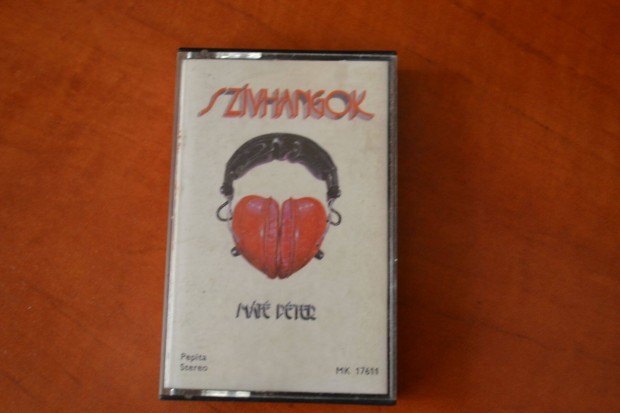 SZÍVHANGOK
MÁTÉ PÉTER
Pepita
Stereo MK 17611